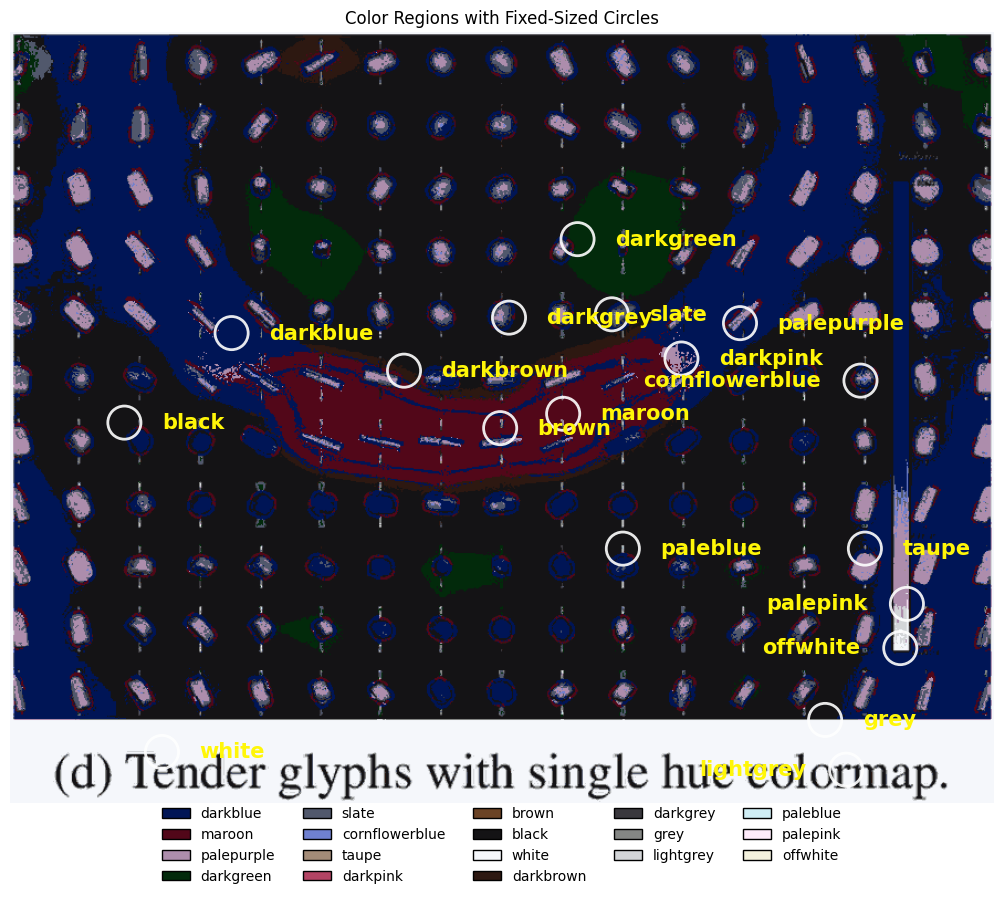 Color Regions with Fixed-Sized Circles
darkgreen
darkgrey
slate
palepurple
darkblue
darkpink
darkbrown
cornflowerblue
maroon
black
brown
paleblue
taupe
palepink
offwhite
grey
white
lightgrey
(d) Tender glyphs with single hue colormap.
darkblue slate brown darkgrey paleblue
maroon cornflowerblue black grey palepink
palepurple taupe white lightgrey offwhite
darkgreen darkpink darkbrown